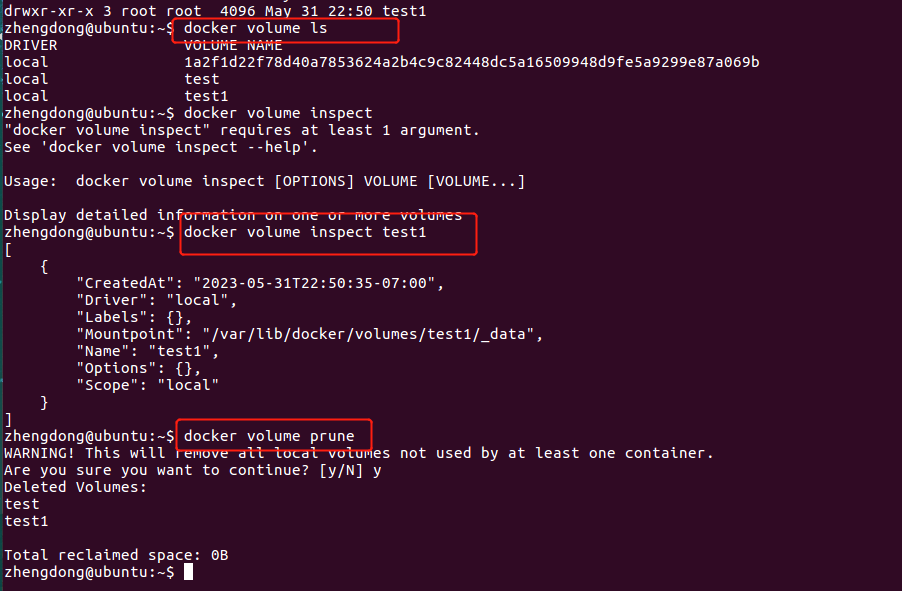 drwxr-xr-x 3 root root  4096 May 31 22:50 test1
zhengdong@ubuntu:~$ docker volume ls
DRIVER              VOLUME NAME
local               1a2f1d22f78d40a7853624a2b4c9c82448dc5a16509948d9fe5a9299e87a069b
local               test
local               test1
zhengdong@ubuntu:~$ docker volume inspect
"docker volume inspect" requires at least 1 argument.
See 'docker volume inspect --help'.

Usage:  docker volume inspect [OPTIONS] VOLUME [VOLUME...]

Display detailed information on one or more volumes
zhengdong@ubuntu:~$ docker volume inspect test1
[
    {
        "CreatedAt": "2023-05-31T22:50:35-07:00",
        "Driver": "local",
        "Labels": {},
        "Mountpoint": "/var/lib/docker/volumes/test1/_data",
        "Name": "test1",
        "Options": {},
        "Scope": "local"
    }
]
zhengdong@ubuntu:~$ docker volume prune
WARNING! This will remove all local volumes not used by at least one container.
Are you sure you want to continue? [y/N] y
Deleted Volumes:
test
test1

Total reclaimed space: 0B
zhengdong@ubuntu:~$